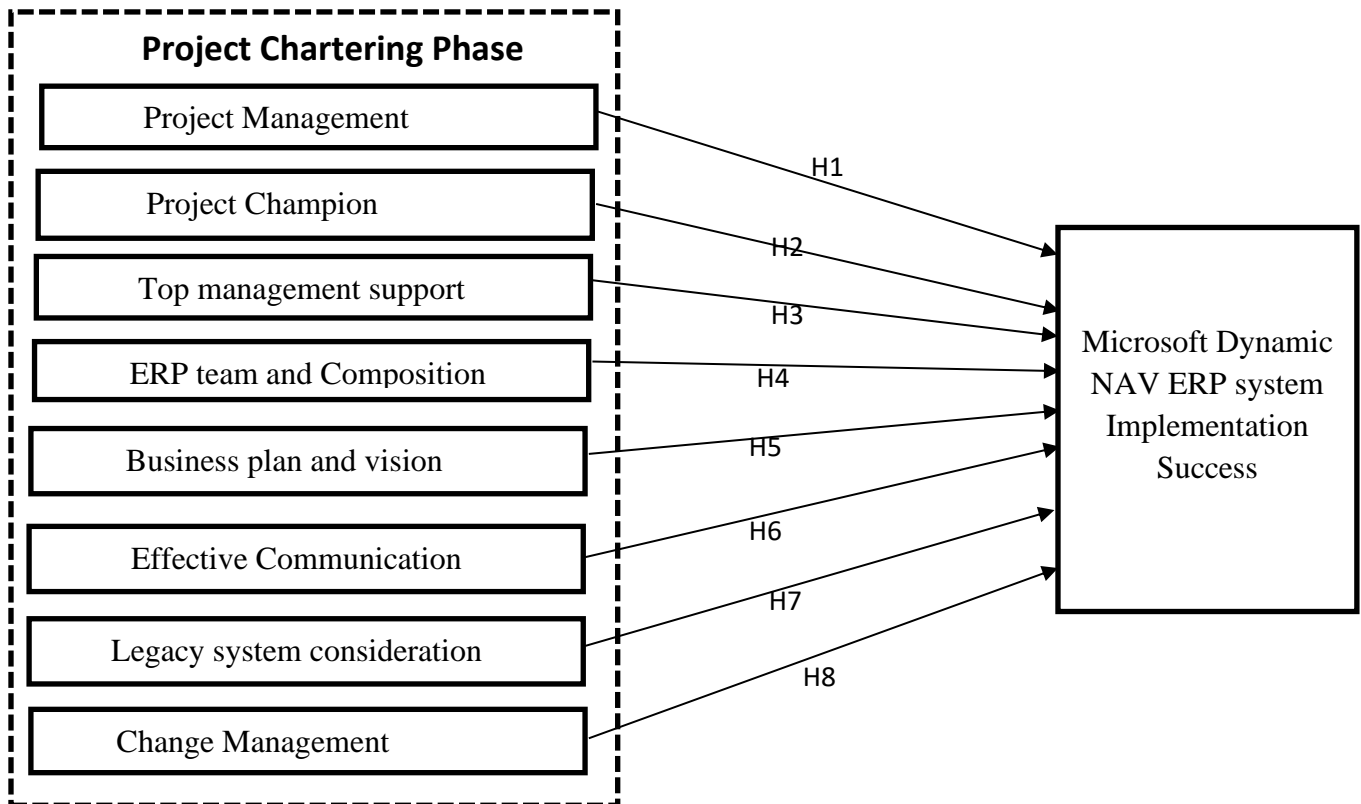 Project Chartering Phase
Project Management
H1
Project Champion
H2
Top management support
H3
ERP team and Composition
H4
Business plan and vision
H5
Effective Communication
H6
Legacy system consideration
H7
Change Management
H8
Microsoft Dynamic
NAV ERP system
Implementation
Success